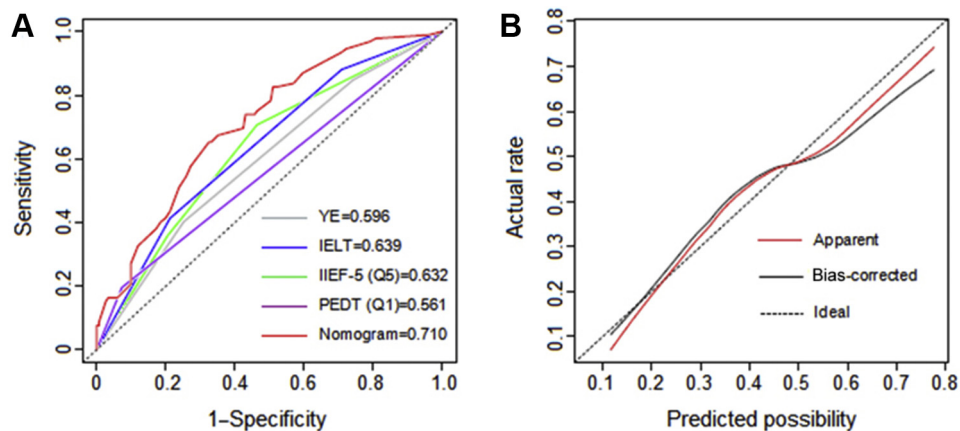 A
Sensitivity
1.0
0.8
0.6
0.4
0.2
0
YE=0.596
IELT=0.639
IIEF-5 (Q5)=0.632
PEDT (Q1)=0.561
Nomogram=0.710
0 0.2 0.4 0.6 0.8 1.0
1–Specificity
B
Actual rate
0.8
0.7
0.6
0.5
0.4
0.3
0.2
0.1
Apparent
Bias-corrected
Ideal
0.1 0.2 0.3 0.4 0.5 0.6 0.7 0.8
Predicted possibility